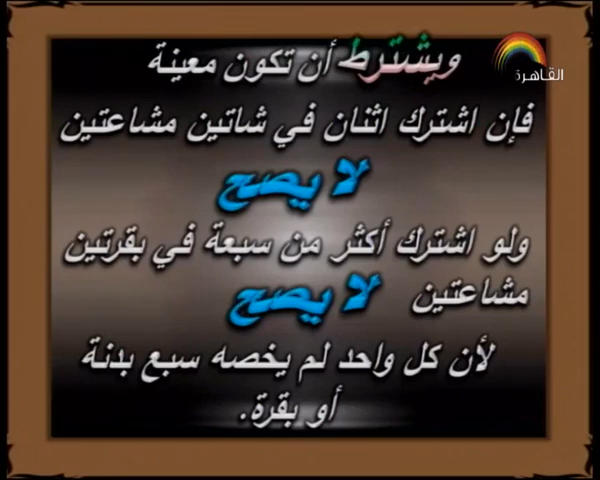 القاهرة
ويشترط أن تكون معينة
فإن اشترك اثنان في شاتين مشاعتين
لا يصح
ولو اشترك أكثر من سبعة في بقرتين
مشاعتين لا يصح
لأن كل واحد لم يخصه سبع بدنة
أو بقرة.